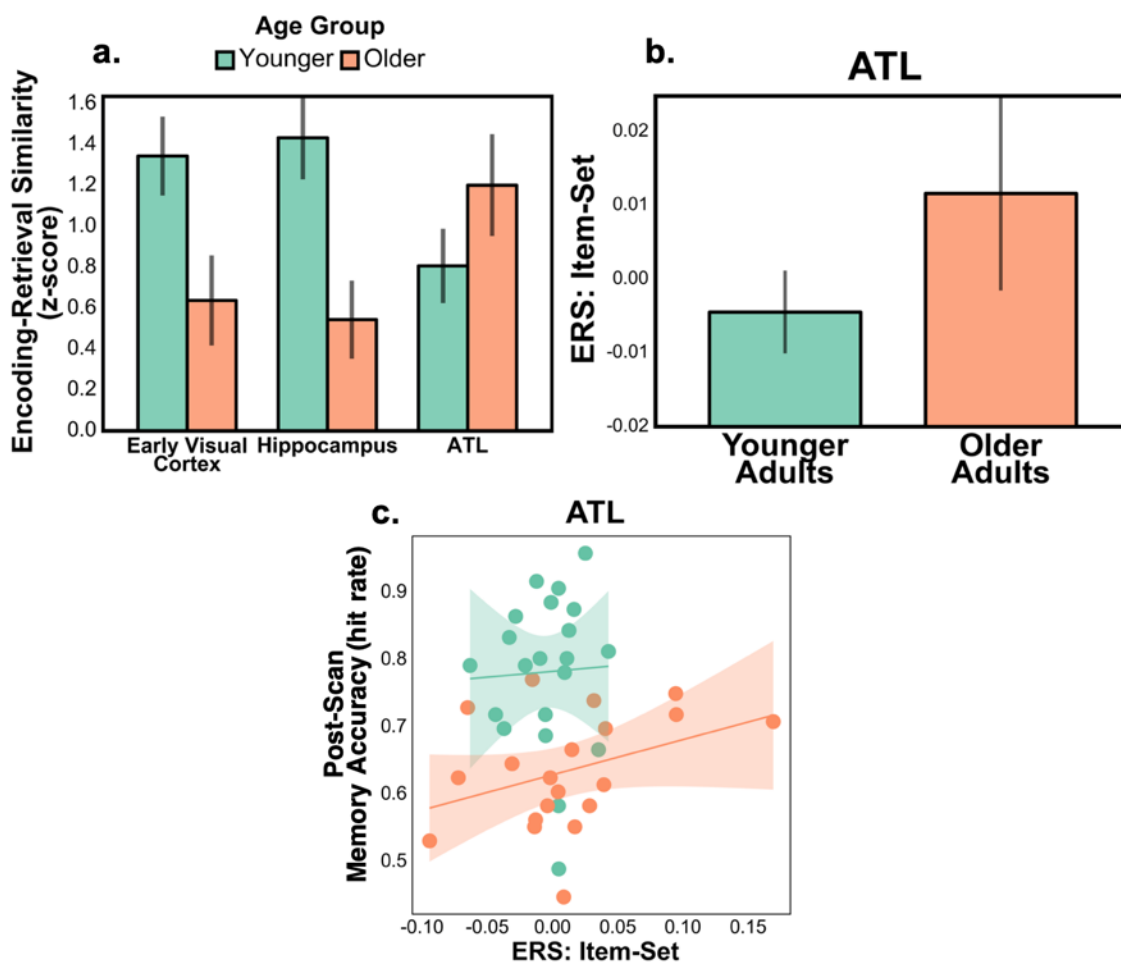 a.
Age Group
Younger Older
Encoding-Retrieval Similarity
(z-score)
1.6
1.4
1.2
1.0
0.8
0.6
0.4
0.2
0.0
Early Visual
Cortex
Hippocampus
ATL
b.
ATL
ERS: Item-Set
0.02
0.01
0.00
-0.01
-0.02
Younger
Adults
Older
Adults
c.
ATL
Post-Scan
Memory Accuracy (hit rate)
0.9
0.8
0.7
0.6
0.5
-0.10 -0.05 0.00 0.05 0.10 0.15
ERS: Item-Set